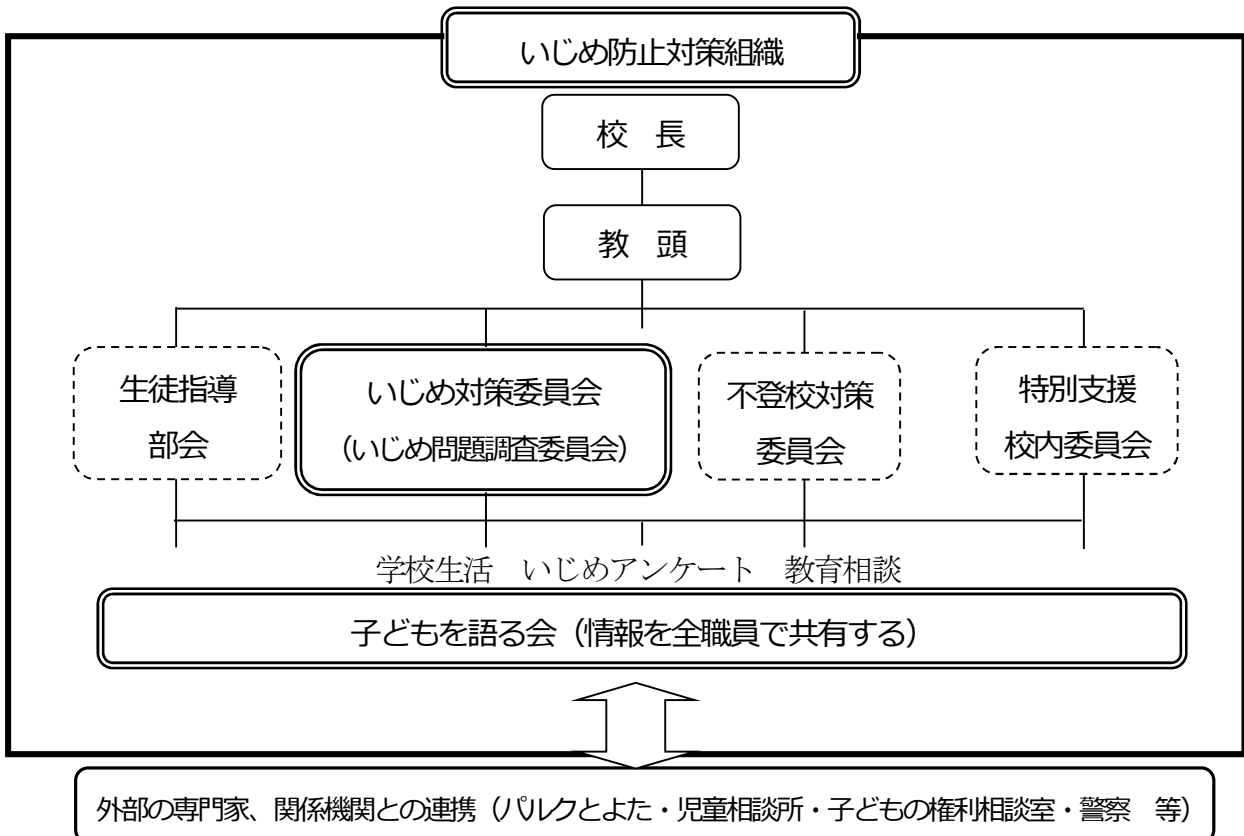 いじめ防止対策組織
校　長
教　頭
生徒指導
部会
いじめ対策委員会
（いじめ問題調査委員会）
不登校対策
委員会
特別支援
校内委員会
学校生活　いじめアンケート　教育相談
子どもを語る会（情報を全職員で共有する）
外部の専門家、関係機関との連携（パルクとよた・児童相談所・子どもの権利相談室・警察　等）